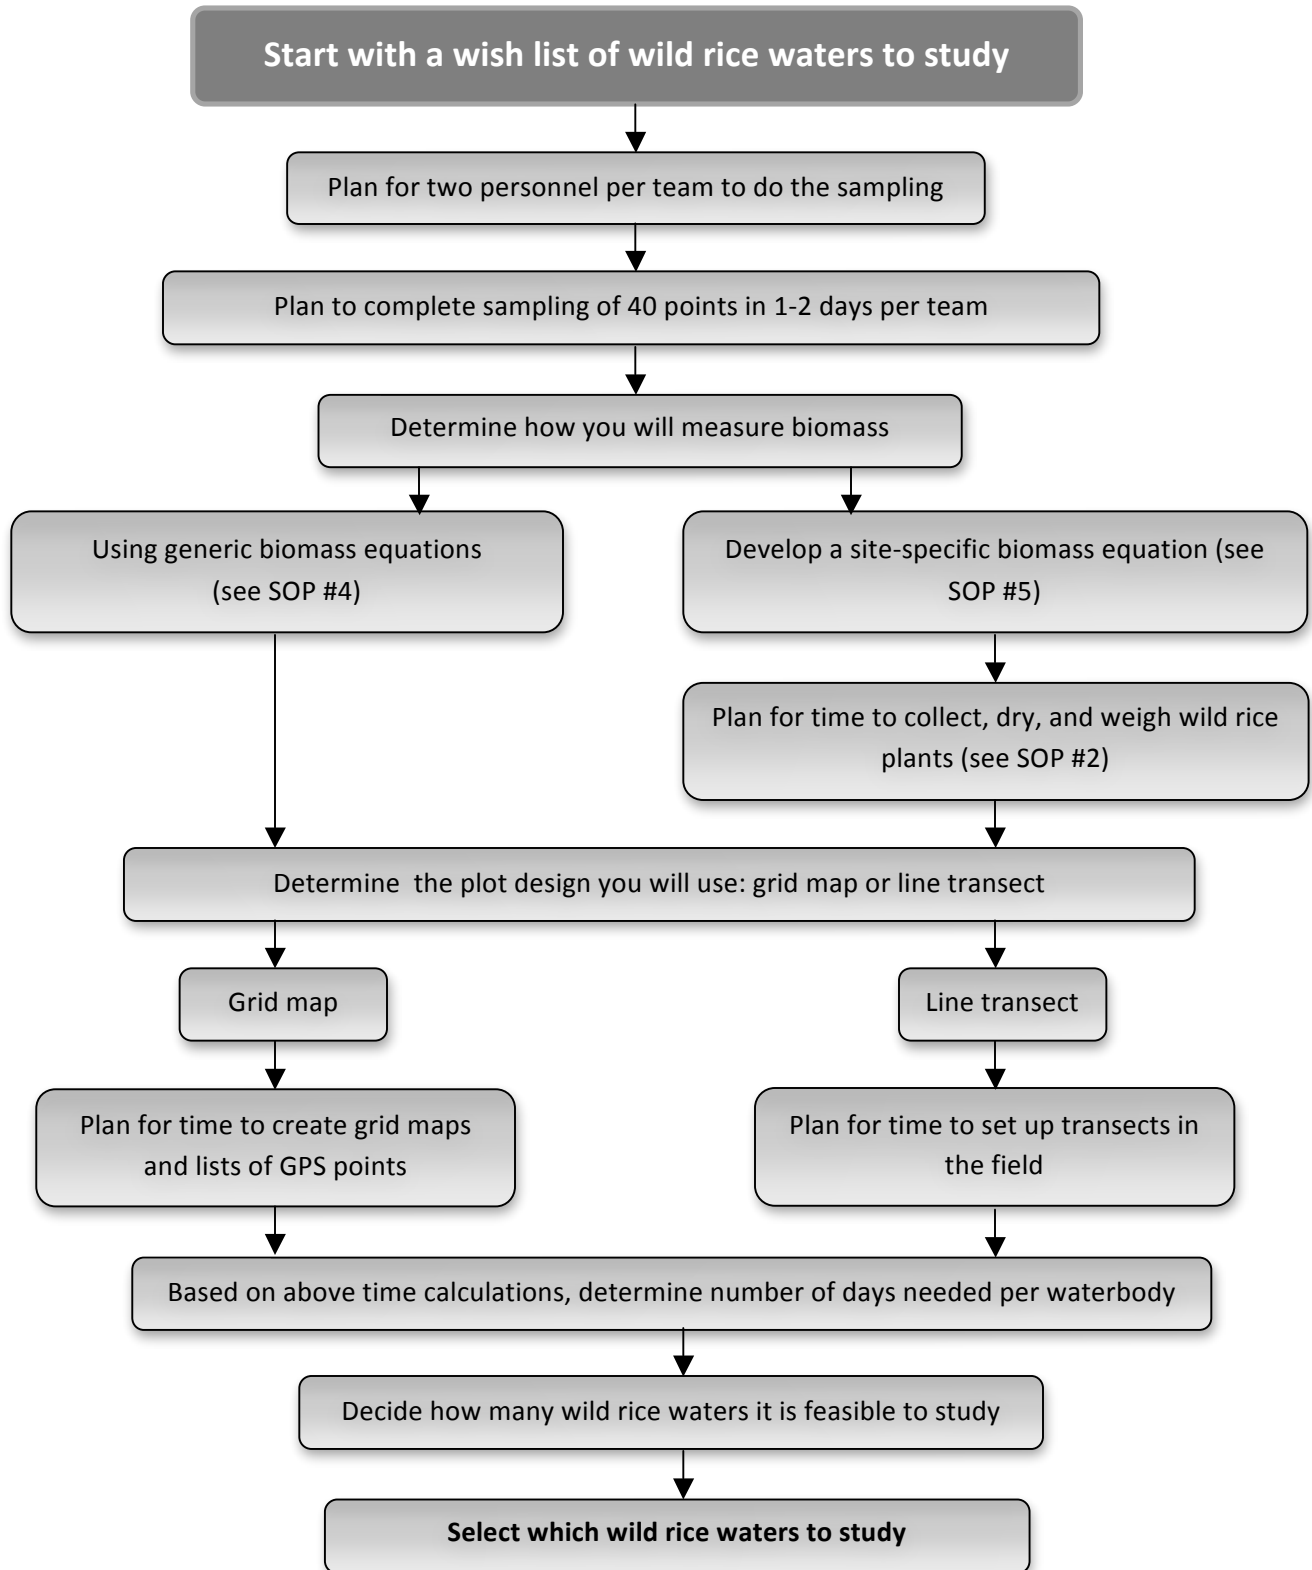 Start with a wish list of wild rice waters to study
Plan for two personnel per team to do the sampling
Plan to complete sampling of 40 points in 1-2 days per team
Determine how you will measure biomass
Using generic biomass equations
(see SOP #4)
Develop a site-specific biomass equation (see
SOP #5)
Plan for time to collect, dry, and weigh wild rice
plants (see SOP #2)
Determine  the plot design you will use: grid map or line transect
Grid map
Line transect
Plan for time to create grid maps
and lists of GPS points
Plan for time to set up transects in
the field
Based on above time calculations, determine number of days needed per waterbody
Decide how many wild rice waters it is feasible to study
Select which wild rice waters to study